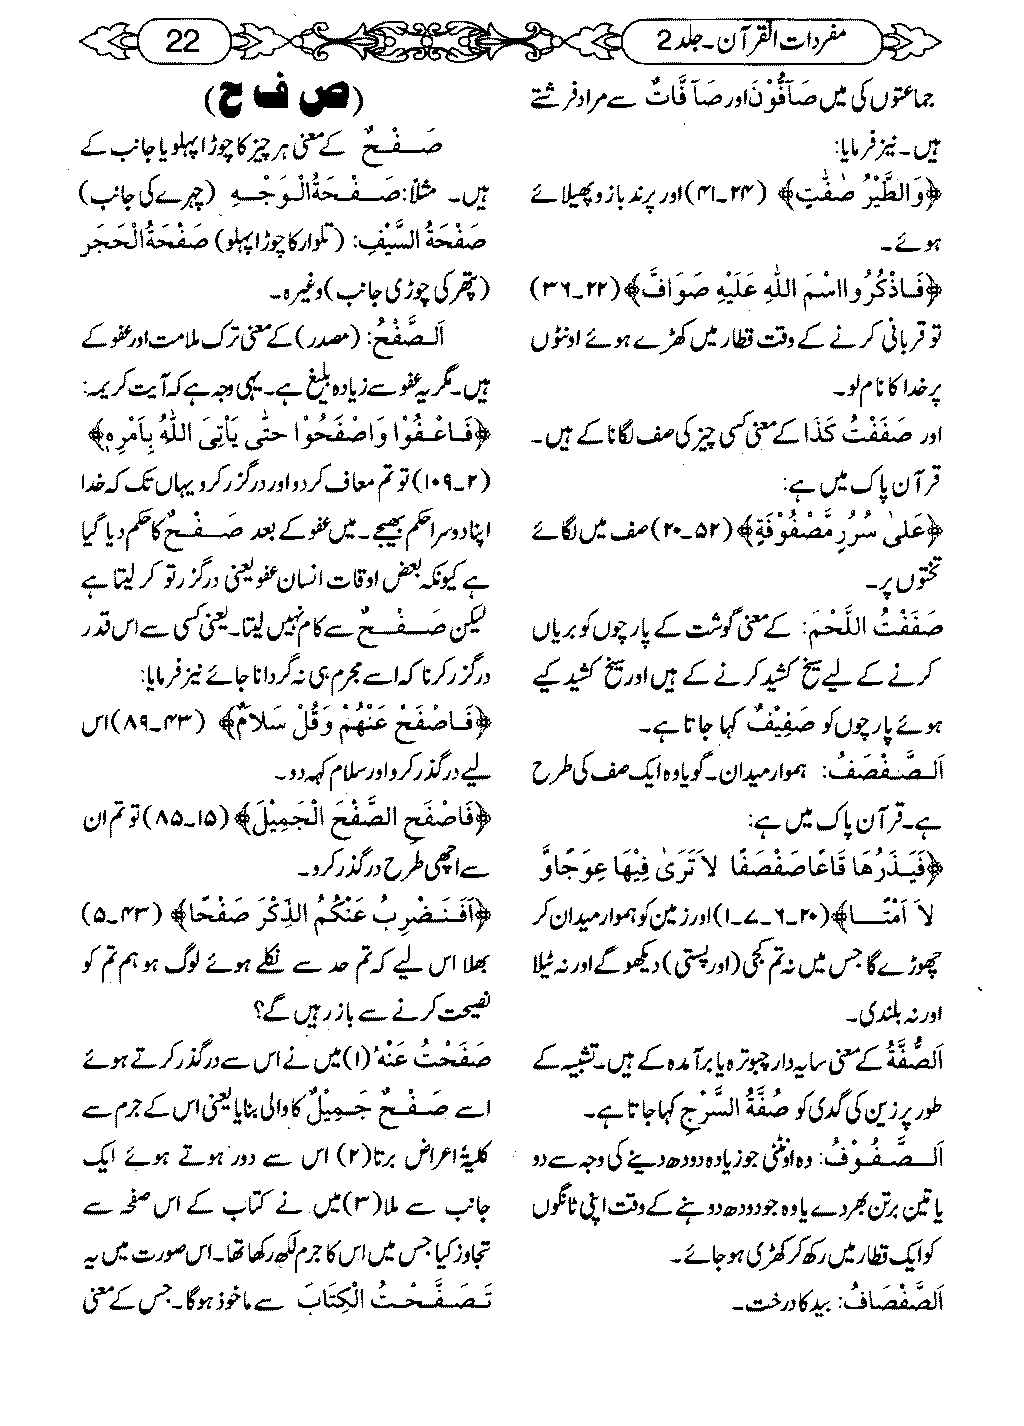 مفردات القرآن۔ جلد 2
22
جماعتوں کی میں صَآفُّوْنَ اور صَآفَّاتٌ سے مراد فرشتے
ہیں۔ نیز فرمایا:
﴿وَالطَّیْرُ صٰفّٰتٍ﴾ (۲۴۔۴۱) اور پرند بازو پھیلائے
ہوئے۔
﴿فَاذْکُرُوا اسْمَ اللّٰہِ عَلَیْہِ صَوَآفَّ﴾ (۲۲۔۳۶)
تو قربانی کرنے کے وقت قطار میں کھڑے ہوئے اونٹوں
پر خدا کا نام لو۔
اور صَفَفْتُ کَذَا کے معنی کسی چیز کی صف لگانا کے ہیں۔
قرآن پاک میں ہے:
﴿عَلٰی سُرُرٍ مَّصْفُوْفَۃٍ﴾ (۵۲۔۲۰) صف میں لگائے
تختوں پر۔
صَفَفْتُ اللَّحْمَ: کے معنی گوشت کے پارچوں کو بریاں
کرنے کے لیے سیخ کشید کرنے کے ہیں اور سیخ کشید کیے
ہوئے پارچوں کو صَفِیْفٌ کہا جاتا ہے۔
اَلصَّفْصَفُ: ہموار میدان۔ گویا وہ ایک صف کی طرح
ہے۔ قرآن پاک میں ہے:
﴿فَیَذَرُھَا قَاعًا صَفْصَفًا لاَ تَرٰی فِیْھَا عِوَجًا وَّ
لاَ اَمْتًا﴾ (۲۰۔۶۔۷۔۱) اور زمین کو ہموار میدان کر
چھوڑے گا جس میں نہ تم کجی (اور پستی) دیکھو گے اور نہ ٹیلا
اور نہ بلندی۔
اَلصُّفَّۃُ کے معنی سایہ دار چبوترہ یا برآمدہ کے ہیں۔ تشبیہ کے
طور پر زین کی گدی کو صُفَّۃُ السَّرْجِ کہا جاتا ہے۔
اَلصَّفُوْفُ: وہ اونٹنی جو زیادہ دودھ دینے کی وجہ سے دو
یا تین برتن بھر دے یا وہ جو دودھ دوہنے کے وقت اپنی ٹانگوں
کو ایک قطار میں رکھ کر کھڑی ہو جائے۔
اَلصَّفْصَافُ: بید کا درخت۔
(ص ف ح)
صَفْحٌ کے معنی ہر چیز کا چوڑا پہلو یا جانب کے
ہیں۔ مثلاً: صَفْحَۃُ الْوَجْہِ (چہرے کی جانب)
صَفْحَۃُ السَّیْفِ: (تلوار کا چوڑا پہلو) صَفْحَۃُ الْحَجَرِ
(پتھر کی چوڑی جانب) وغیرہ۔
اَلصَّفْحُ: (مصدر) کے معنی ترک ملامت اور عفو کے
ہیں۔ مگر یہ عفو سے زیادہ بلیغ ہے۔ یہی وجہ ہے کہ آیت کریمہ:
﴿فَاعْفُوْا وَاصْفَحُوْا حَتّٰی یَأْتِیَ اللّٰہُ بِاَمْرِہٖ﴾
(۲۔۱۰۹) تو تم معاف کردو اور درگزر کرو یہاں تک کہ خدا
اپنا دوسرا حکم بھیجے۔ میں عفو کے بعد صَفْحٌ کا حکم دیا گیا
ہے کیونکہ بعض اوقات انسان عفو یعنی درگزر تو کر لیتا ہے
لیکن صَفْحٌ سے کام نہیں لیتا۔ یعنی کسی سے اس قدر
درگزر کرنا کہ اسے مجرم ہی نہ گردانا جائے نیز فرمایا:
﴿فَاصْفَحْ عَنْھُمْ وَقُلْ سَلَامٌ﴾ (۴۳۔۸۹) اس
لیے درگذر کرو اور سلام کہہ دو۔
﴿فَاصْفَحِ الصَّفْحَ الْجَمِیْلَ﴾ (۱۵۔۸۵) تو تم ان
سے اچھی طرح درگذر کرو۔
﴿اَفَنَضْرِبُ عَنْکُمُ الذِّکْرَ صَفْحًا﴾ (۴۳۔۵)
بھلا اس لیے کہ تم حد سے نکلے ہوئے لوگ ہو ہم تم کو
نصیحت کرنے سے باز رہیں گے؟
صَفَحْتُ عَنْہُ (۱) میں نے اس سے درگذر کرتے ہوئے
اسے صَفْحٌ جَمِیْلٌ کا والی بنایا یعنی اس کے جرم سے
کلیۃً اعراض برتا (۲) اس سے دور ہوتے ہوئے ایک
جانب سے ملا (۳) میں نے کتاب کے اس صفحہ سے
تجاوز کیا جس میں اس کا جرم لکھ رکھا تھا۔ اس صورت میں یہ
تَصَفَّحْتُ الْکِتَابَ سے ماخوذ ہوگا۔ جس کے معنی